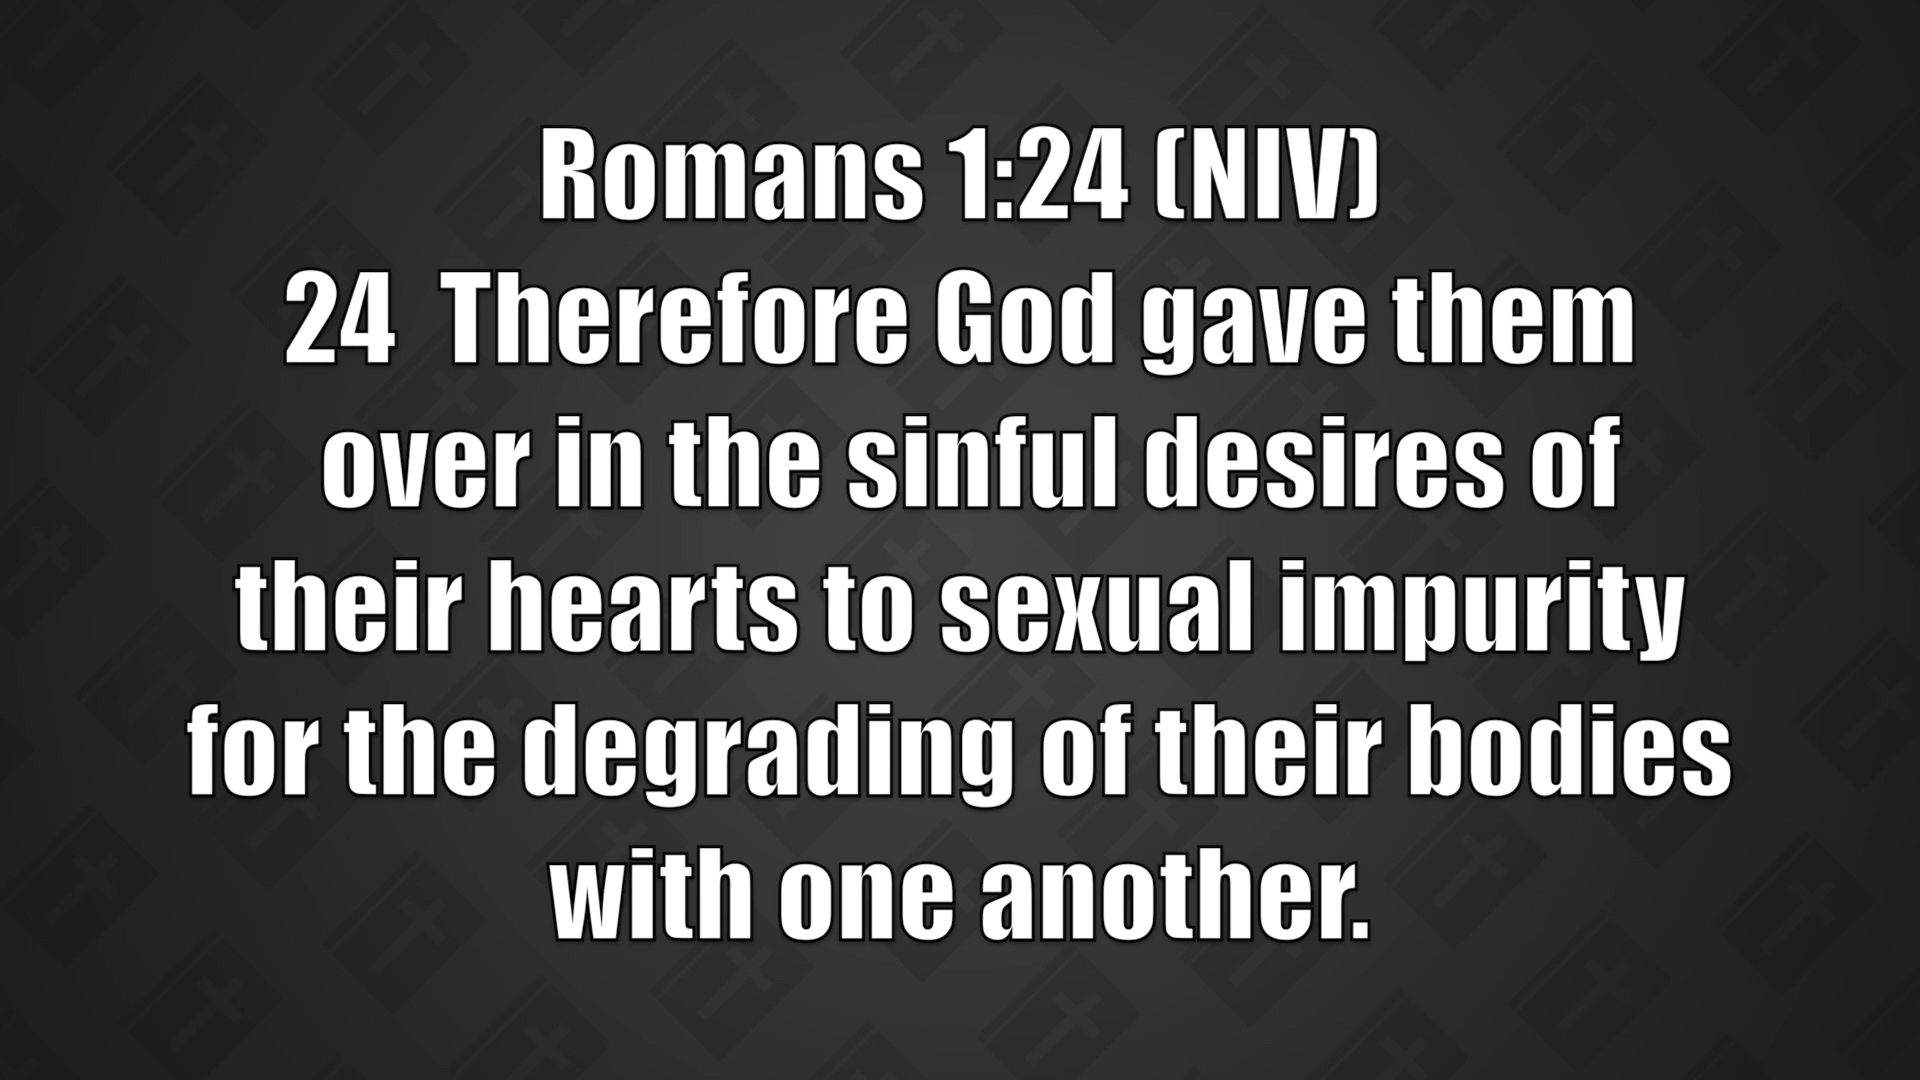 Romans 1:24 (NIV)
24  Therefore God gave them
over in the sinful desires of
their hearts to sexual impurity
for the degrading of their bodies
with one another.